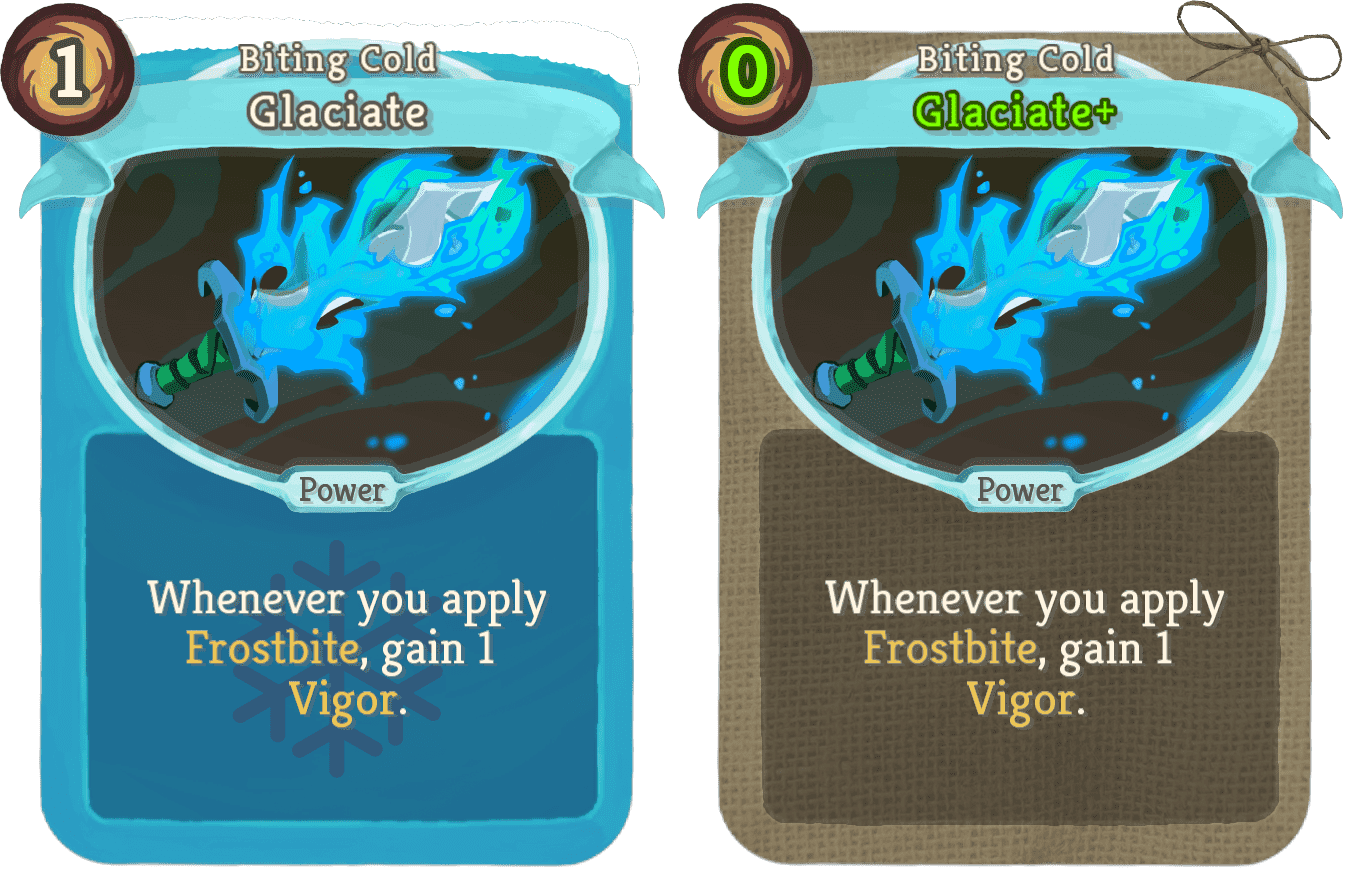 1
Biting Cold
Glaciate
Power
Whenever you apply
Frostbite, gain 1
Vigor.
0
Biting Cold
Glaciate+
Power
Whenever you apply
Frostbite, gain 1
Vigor.